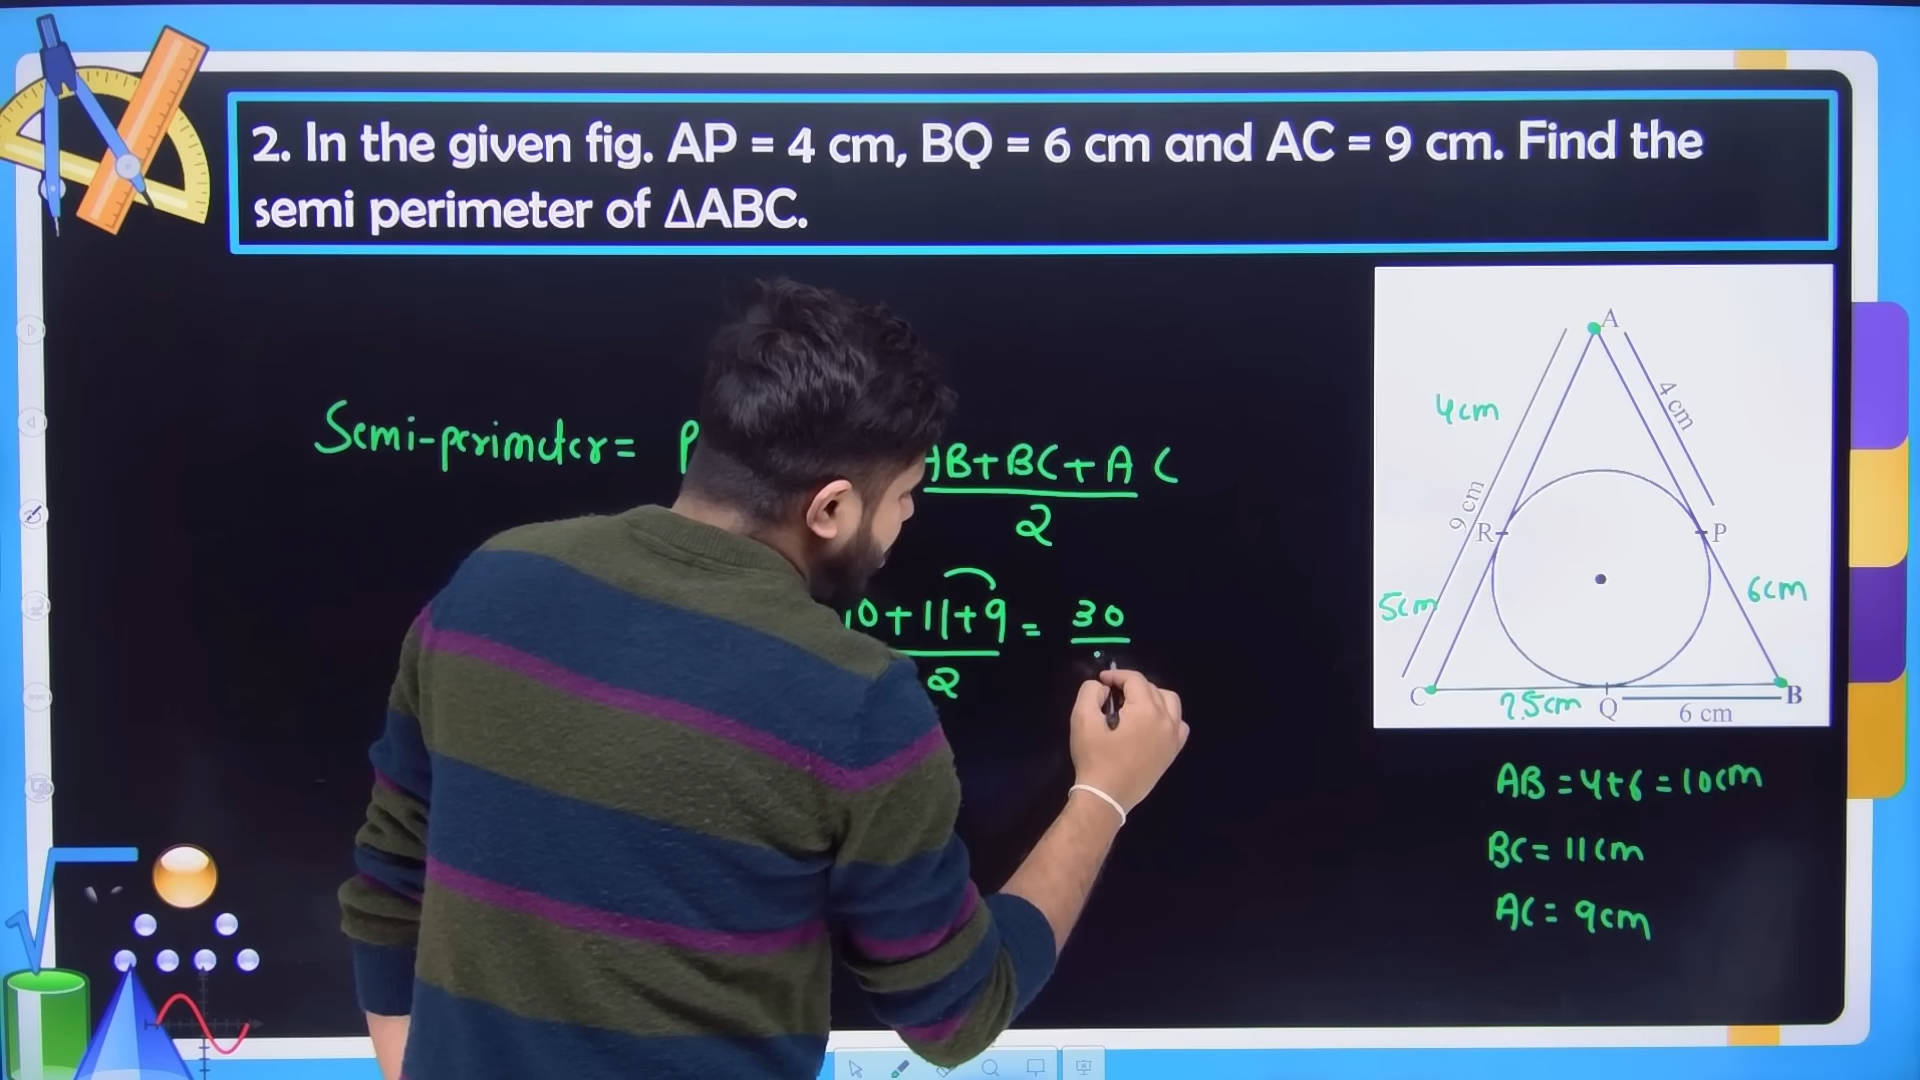 2. In the given fig. AP = 4 cm, BQ = 6 cm and AC = 9 cm. Find the
semi perimeter of ΔABC.
Semi-perimeter = P
AB + BC + AC
2
10 + 11 + 9 = 30
2
A
4cm
4 cm
9 cm
R
P
5cm
6cm
C
?5cm
Q
6 cm
B
AB = 4+6 = 10cm
BC = 11cm
AC = 9cm